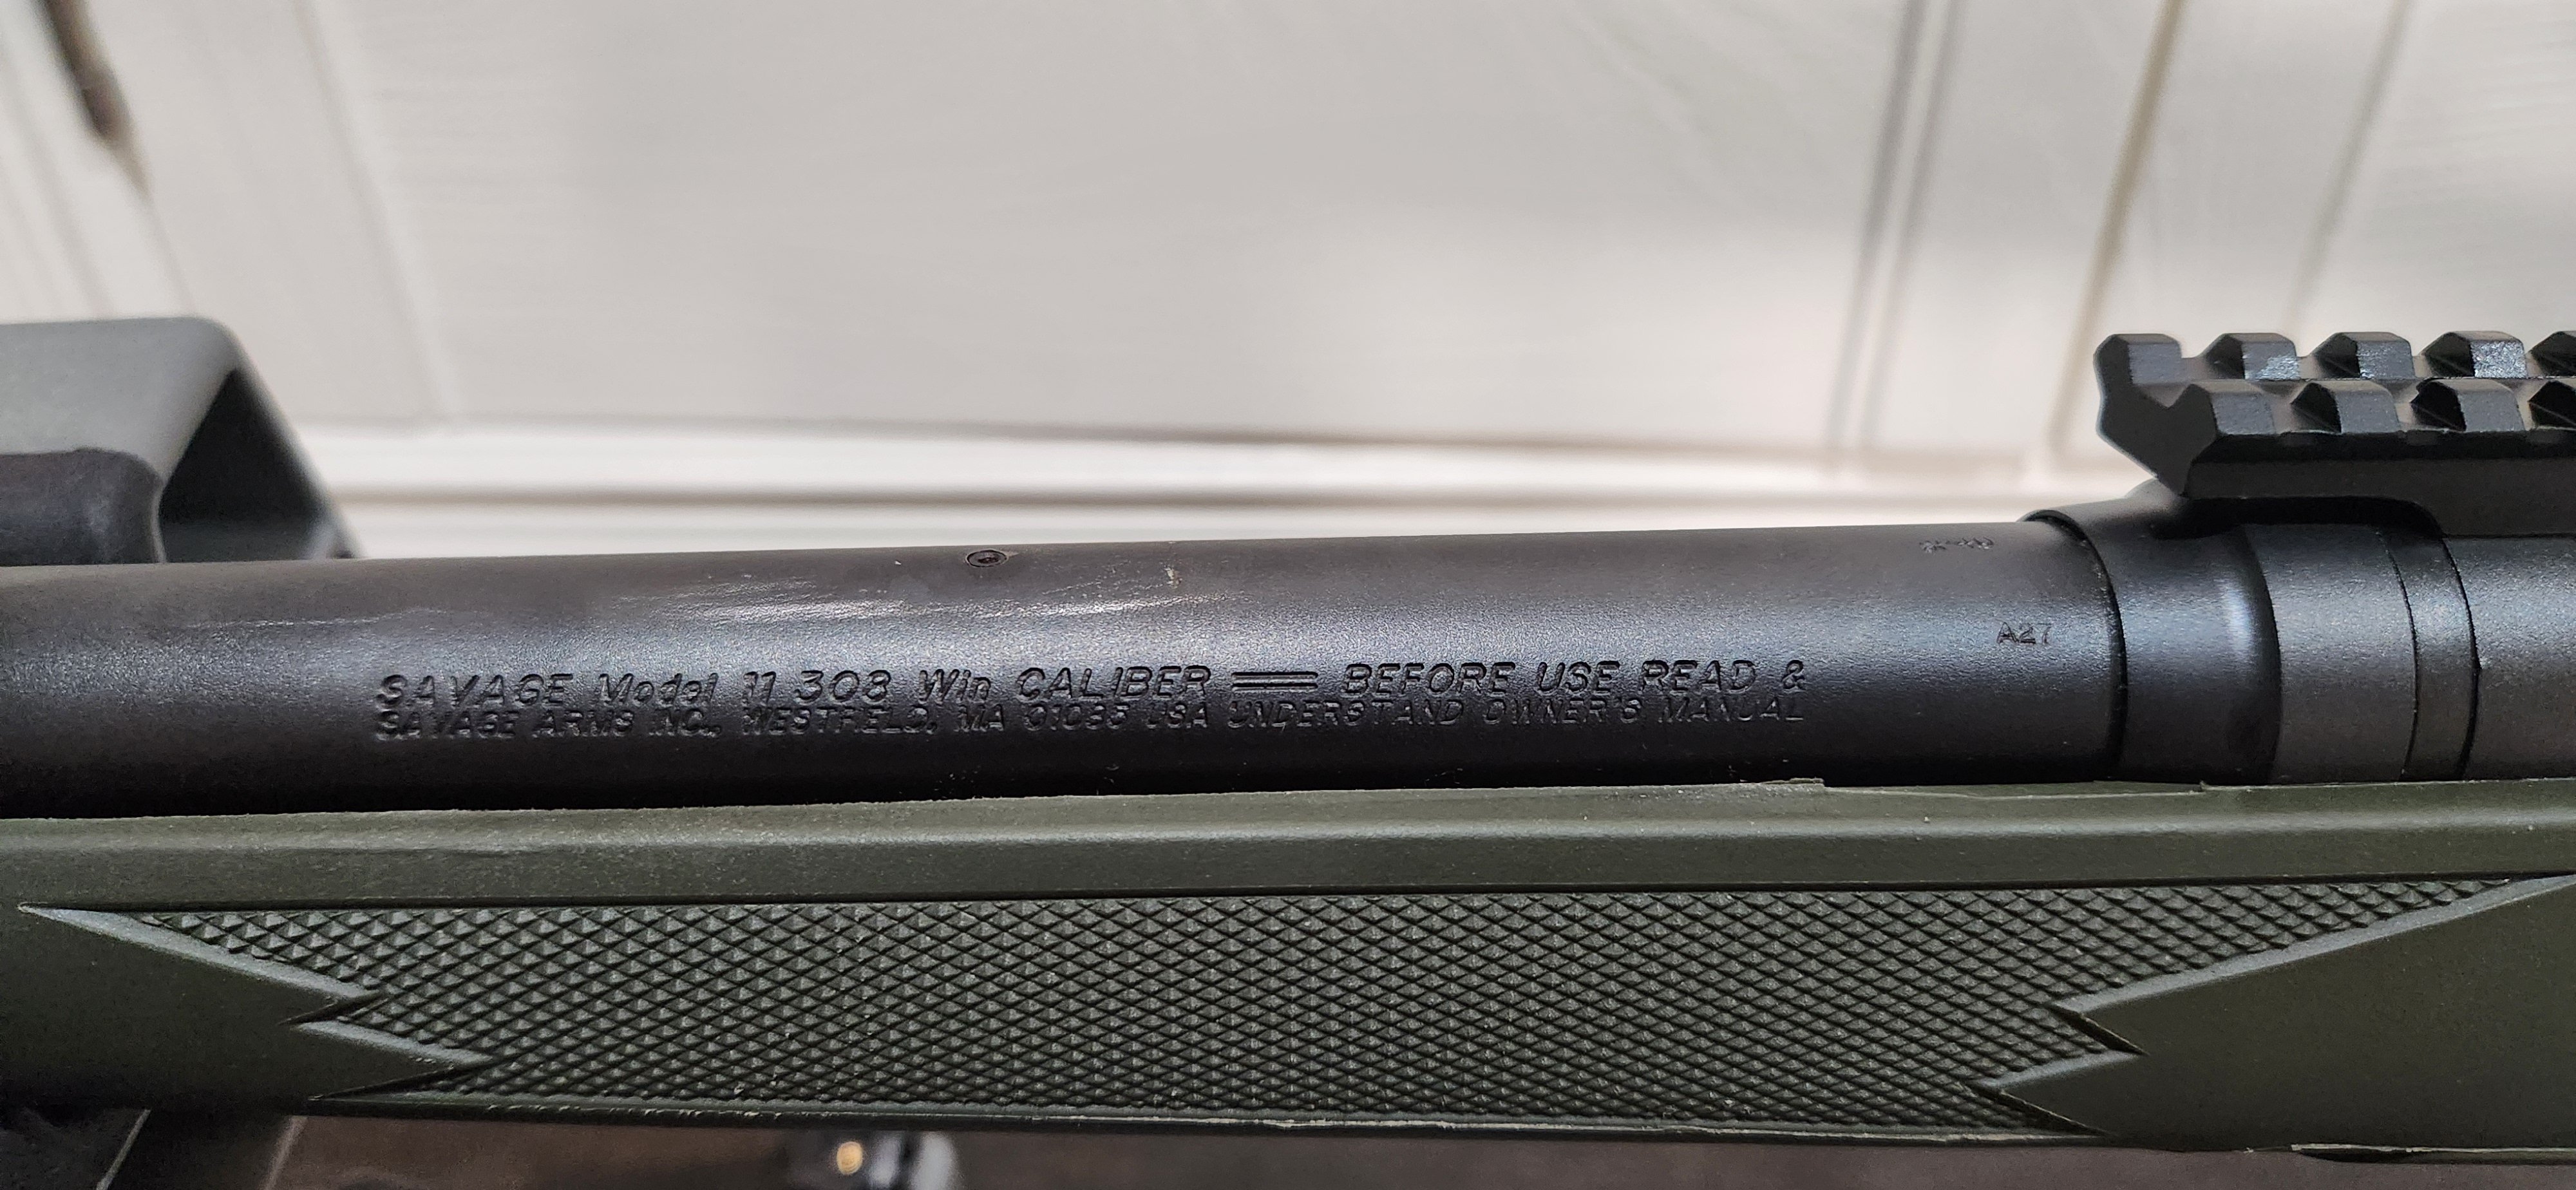 SAVAGE Model 11 308 Win CALIBER ═ BEFORE USE READ &
SAVAGE ARMS INC. WESTFIELD, MA 01085 USA UNDERSTAND OWNER'S MANUAL
A27